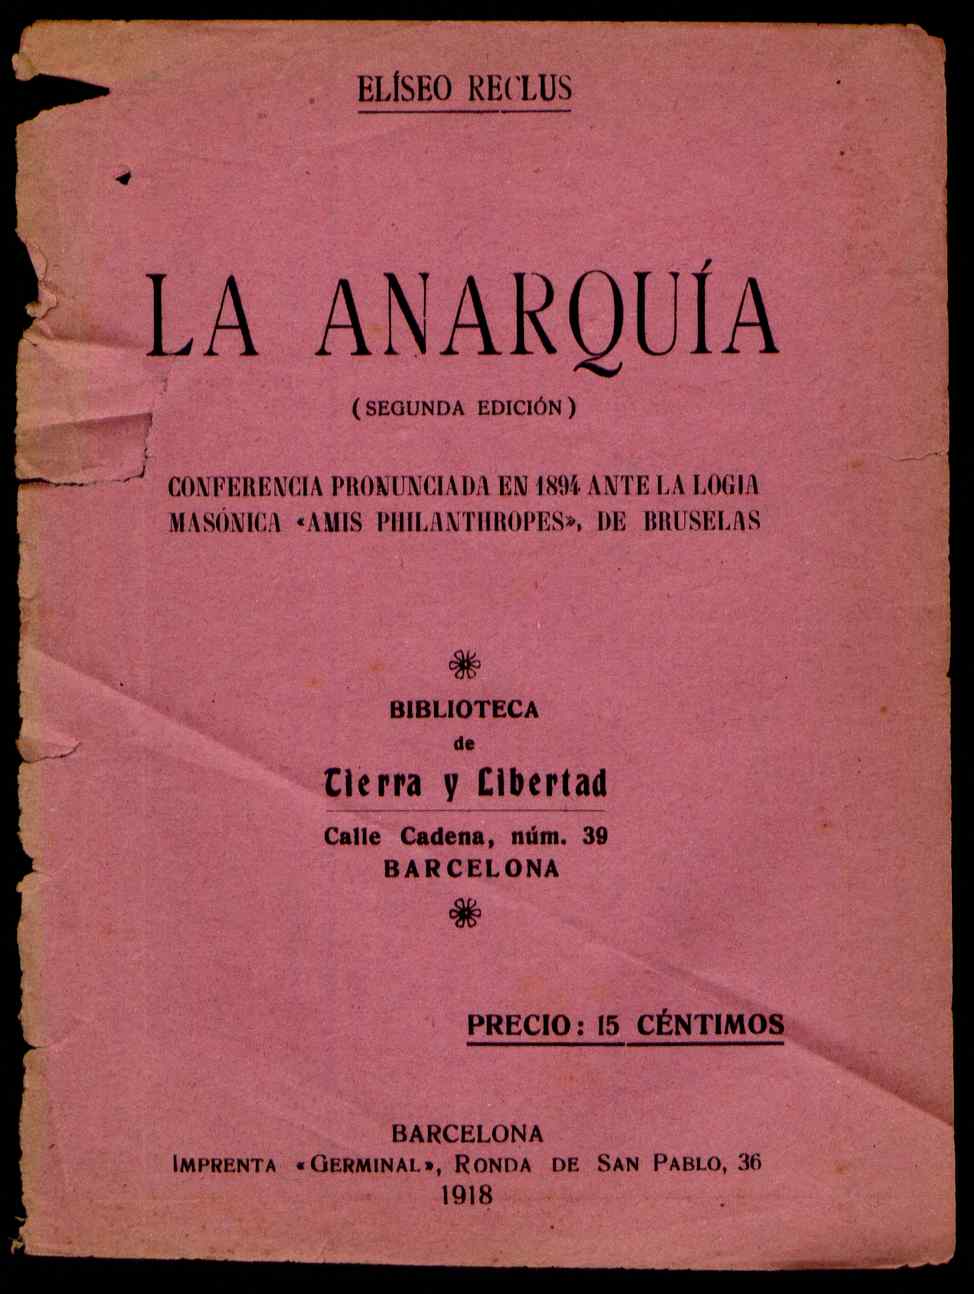 ELÍSEO RECLUS
LA ANARQUÍA
(SEGUNDA EDICIÓN)
CONFERENCIA PRONUNCIADA EN 1894 ANTE LA LOGIA
MASÓNICA «AMIS PHILANTHROPES», DE BRUSELAS
BIBLIOTECA
de
Tierra y Libertad
Calle Cadena, núm. 39
BARCELONA
PRECIO: 15 CÉNTIMOS
BARCELONA
IMPRENTA «GERMINAL», RONDA DE SAN PABLO, 36
1918